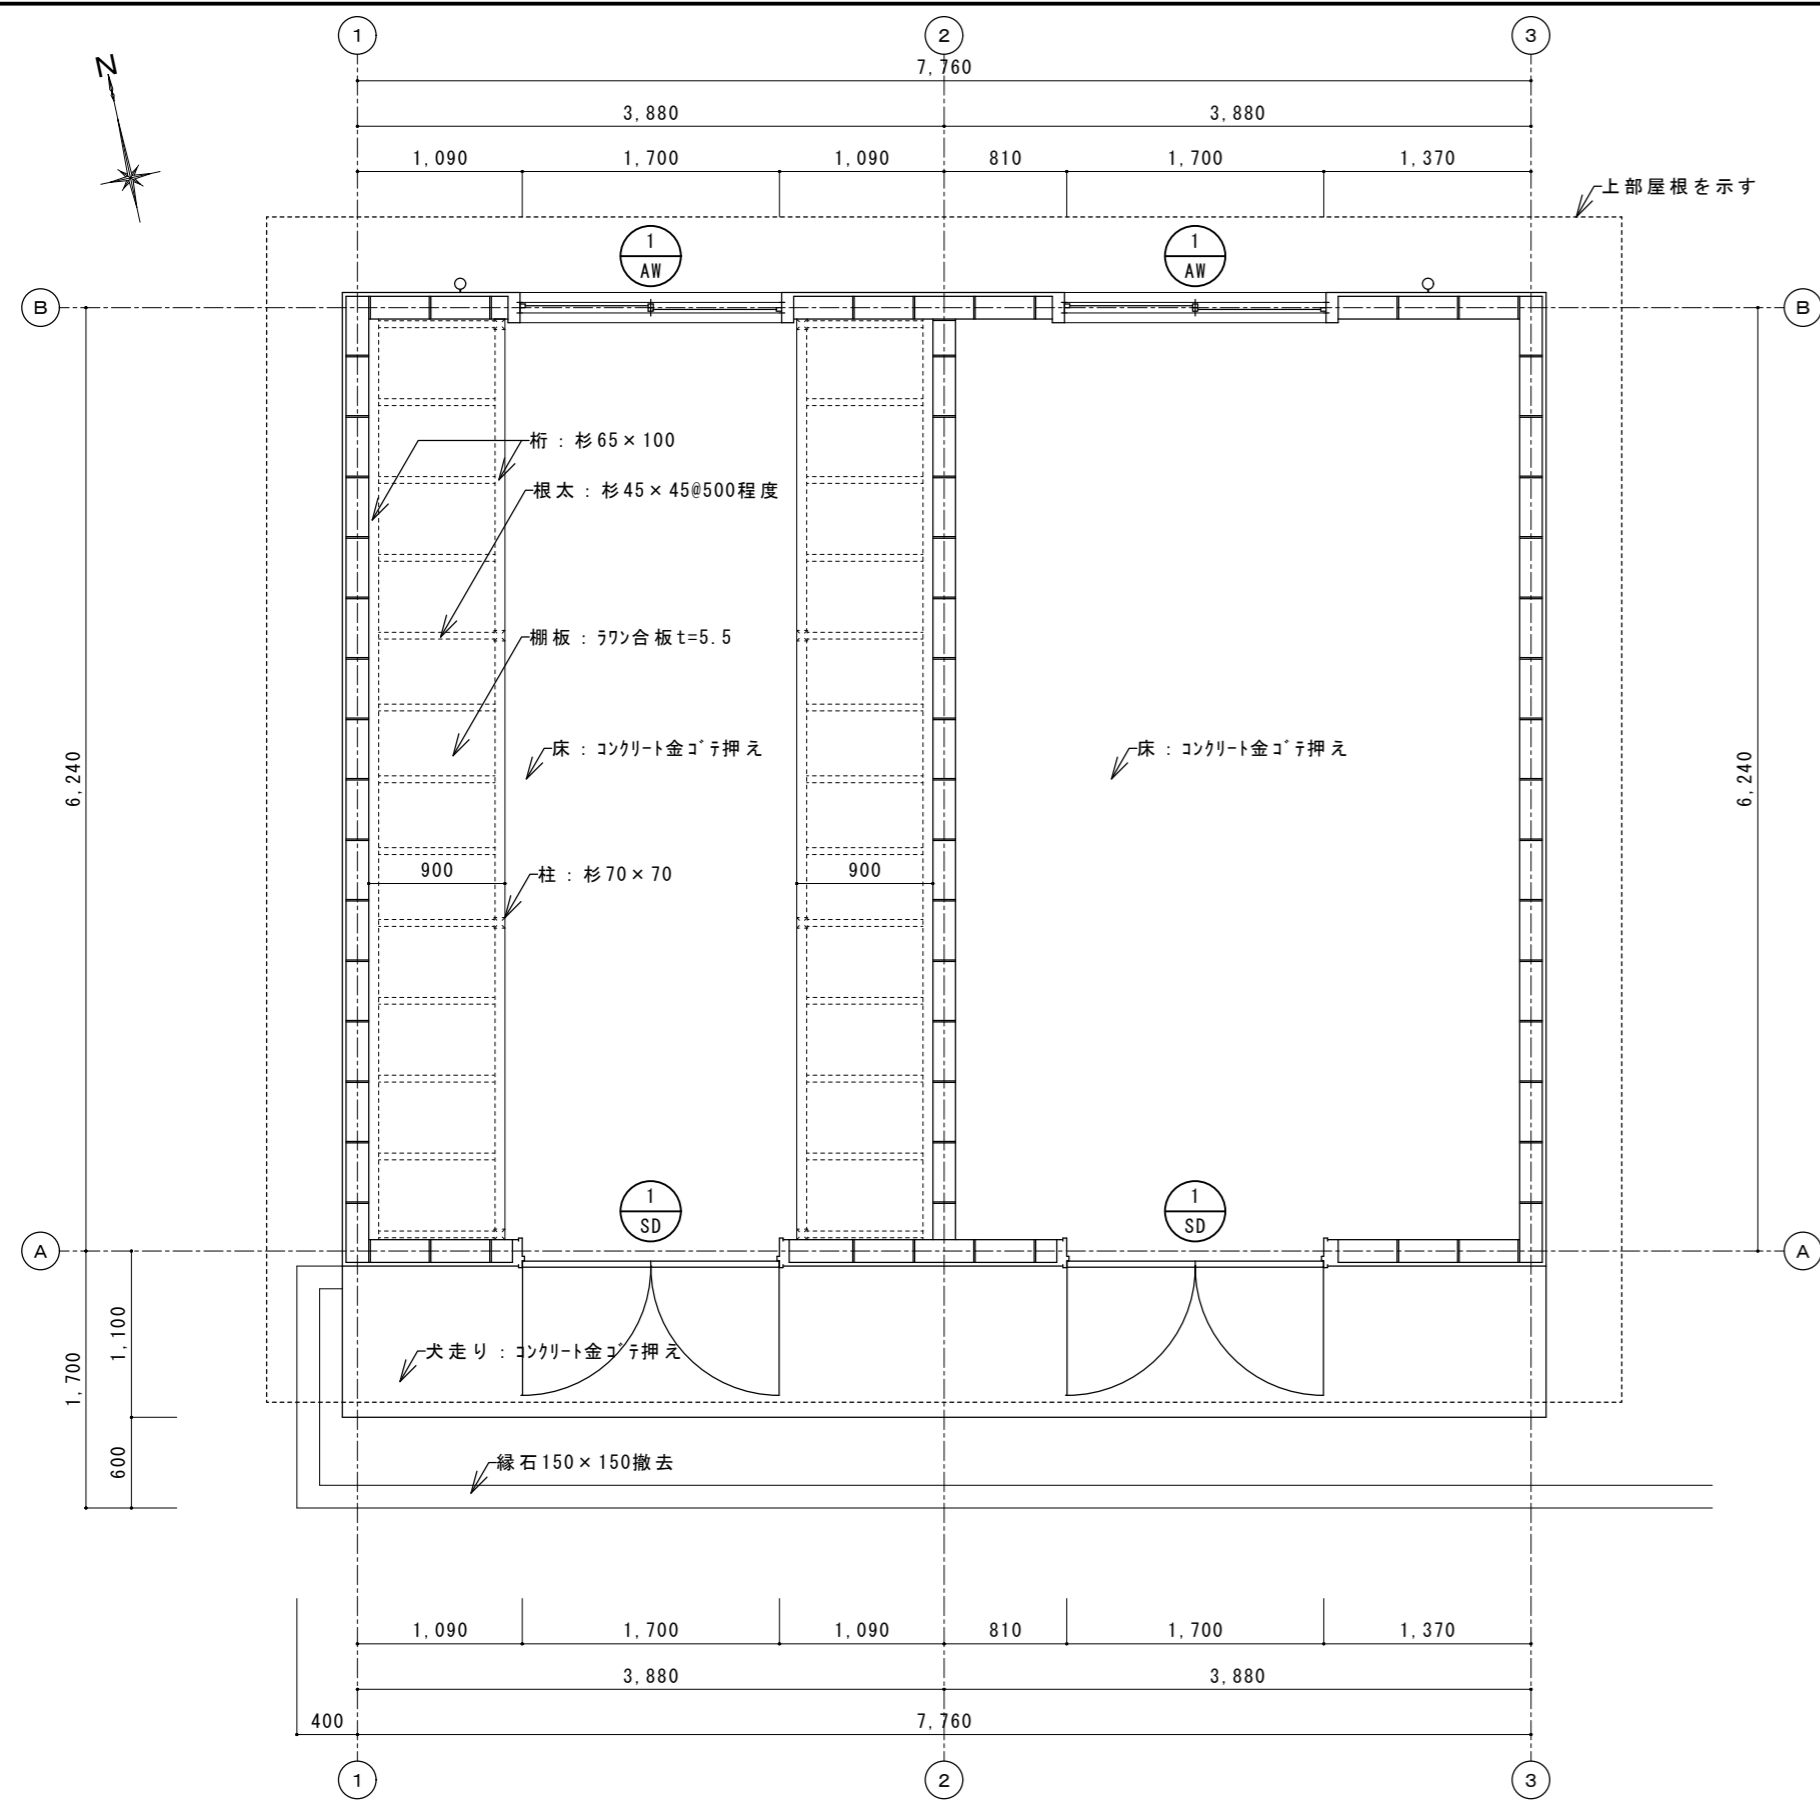 1 2 3
N
7,760
3,880 3,880
1,090 1,700 1,090 810 1,700 1,370
上部屋根を示す
1 1
AW AW
B B
桁：杉65×100
根太：杉45×45@500程度
棚板：ﾗﾜﾝ合板t=5.5
床：ｺﾝｸﾘｰﾄ金ｺﾞﾃ押え 床：ｺﾝｸﾘｰﾄ金ｺﾞﾃ押え
6,240 6,240
900 900
柱：杉70×70
1 1
SD SD
A A
1,100
犬走り：ｺﾝｸﾘｰﾄ金ｺﾞﾃ押え
1,700
600
縁石150×150撤去
1,090 1,700 1,090 810 1,700 1,370
3,880 3,880
400 7,760
1 2 3